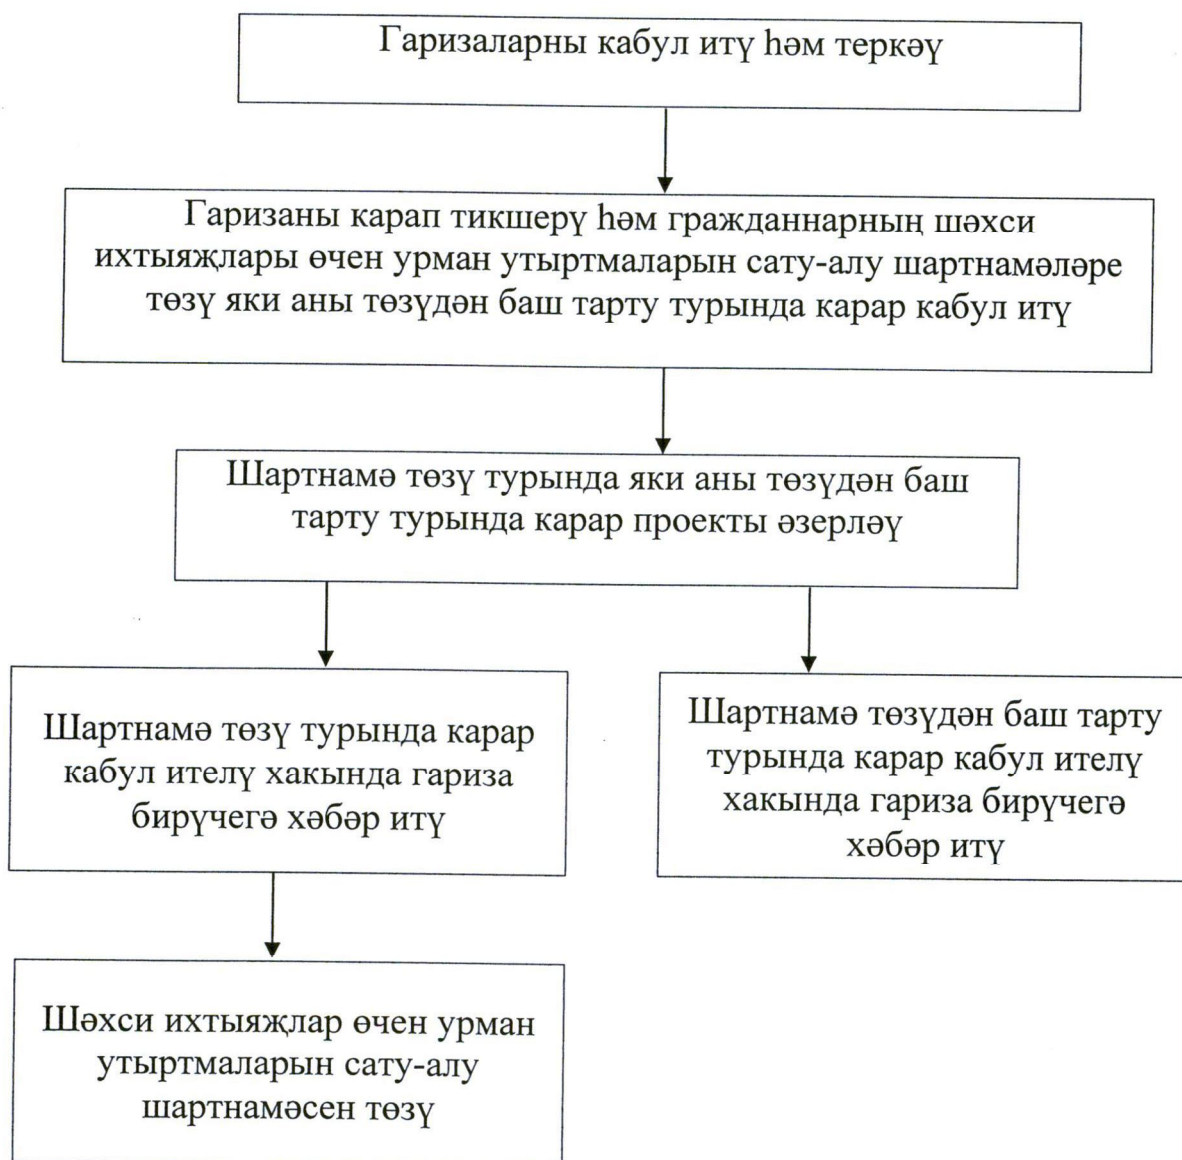 Гаризаларны кабул итү һәм теркәү
Гаризаны карап тикшерү һәм гражданнарның шәхси
ихтыяҗлары өчен урман утыртмаларын сату-алу шартнамәләре
төзү яки аны төзүдән баш тарту турында карар кабул итү
Шартнамә төзү турында яки аны төзүдән баш
тарту турында карар проекты әзерләү
Шартнамә төзү турында карар
кабул ителү хакында гариза
бирүчегә хәбәр итү
Шартнамә төзүдән баш тарту
турында карар кабул ителү
хакында гариза бирүчегә
хәбәр итү
Шәхси ихтыяҗлар өчен урман
утыртмаларын сату-алу
шартнамәсен төзү